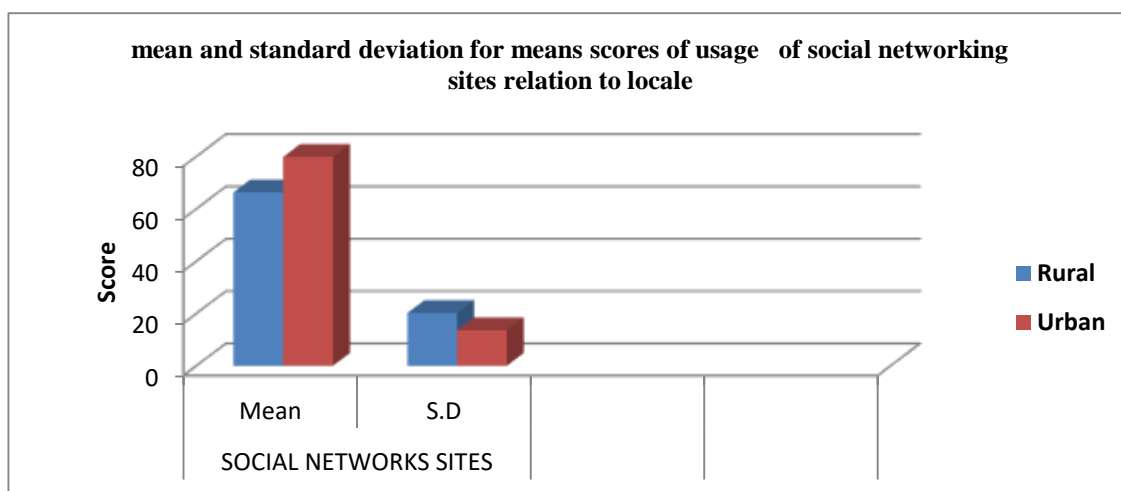 mean and standard deviation for means scores of usage of social networking
sites relation to locale
80
60
40
20
0
Score
Mean S.D
SOCIAL NETWORKS SITES
Rural
Urban